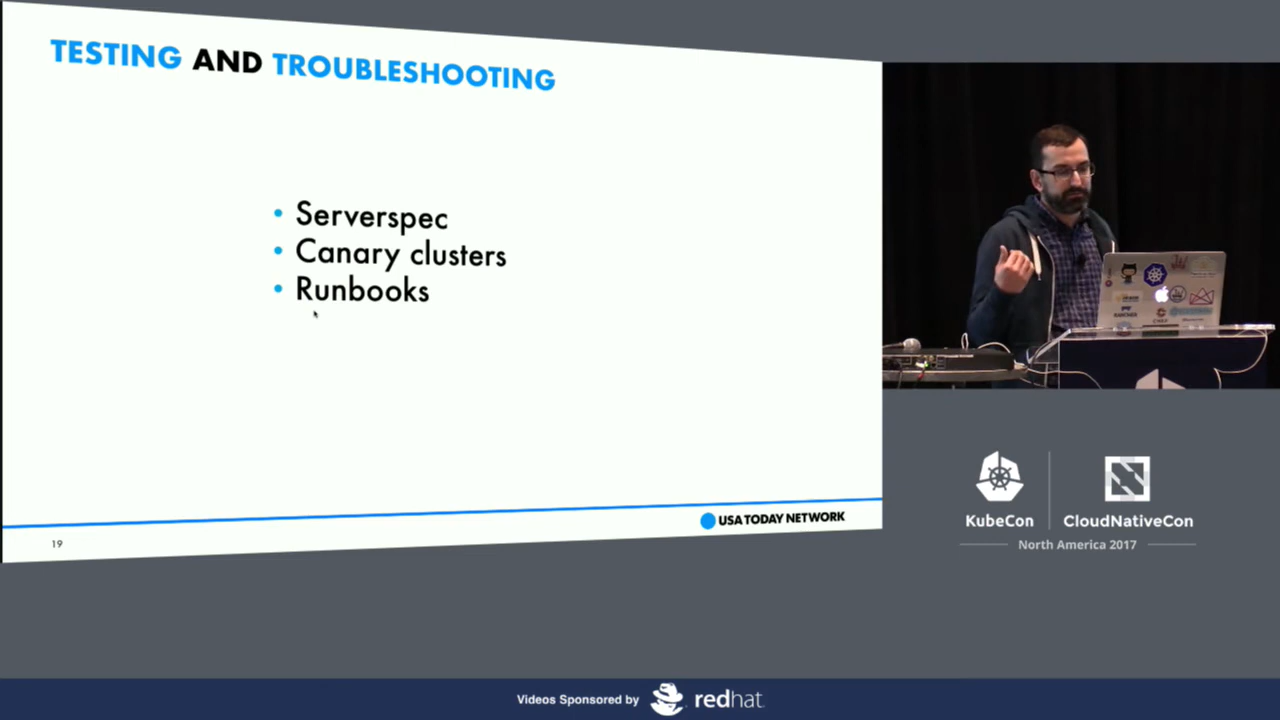 TESTING AND TROUBLESHOOTING
• Serverspec
• Canary clusters
• Runbooks
USA TODAY NETWORK
19
CHEF
KubeCon
CloudNativeCon
North America 2017
Videos Sponsored by
redhat